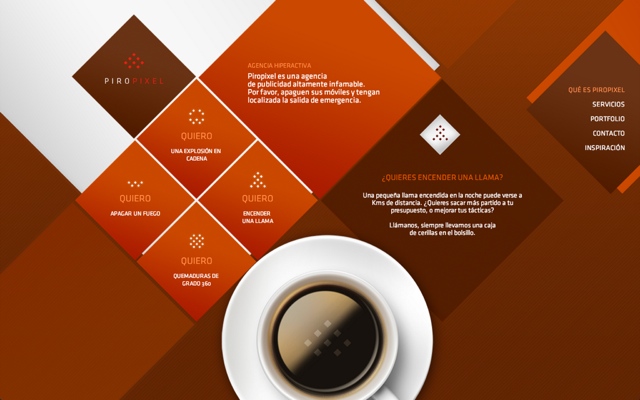 PIROPIXEL
AGENCIA HIPERACTIVA
Piropixel es una agencia
de publicidad altamente infamable.
Por favor, apaguen sus móviles y tengan
localizada la salida de emergencia.
QUIERO
UNA EXPLOSIÓN EN
CADENA
QUIERO
APAGAR UN FUEGO
QUIERO
ENCENDER
UNA LLAMA
QUIERO
QUEMADURAS DE
GRADO 360
¿QUIERES ENCENDER UNA LLAMA?
Una pequeña llama encendida en la noche puede verse a
Kms de distancia. ¿Quieres sacar más partido a tu
presupuesto, o mejorar tus tácticas?
Llámanos, siempre llevamos una caja
de cerillas en el bolsillo.
QUÉ ES PIROPIXEL
SERVICIOS
PORTFOLIO
CONTACTO
INSPIRACIÓN